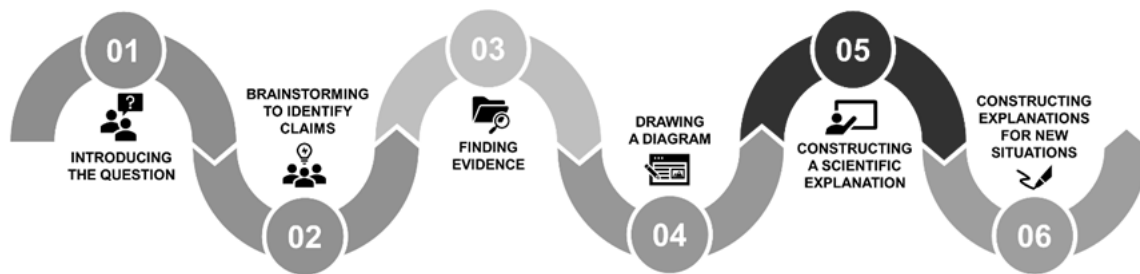 01
INTRODUCING
THE QUESTION
BRAINSTORMING
TO IDENTIFY
CLAIMS
02
03
FINDING
EVIDENCE
DRAWING
A DIAGRAM
04
05
CONSTRUCTING
A SCIENTIFIC
EXPLANATION
CONSTRUCTING
EXPLANATIONS
FOR NEW
SITUATIONS
06